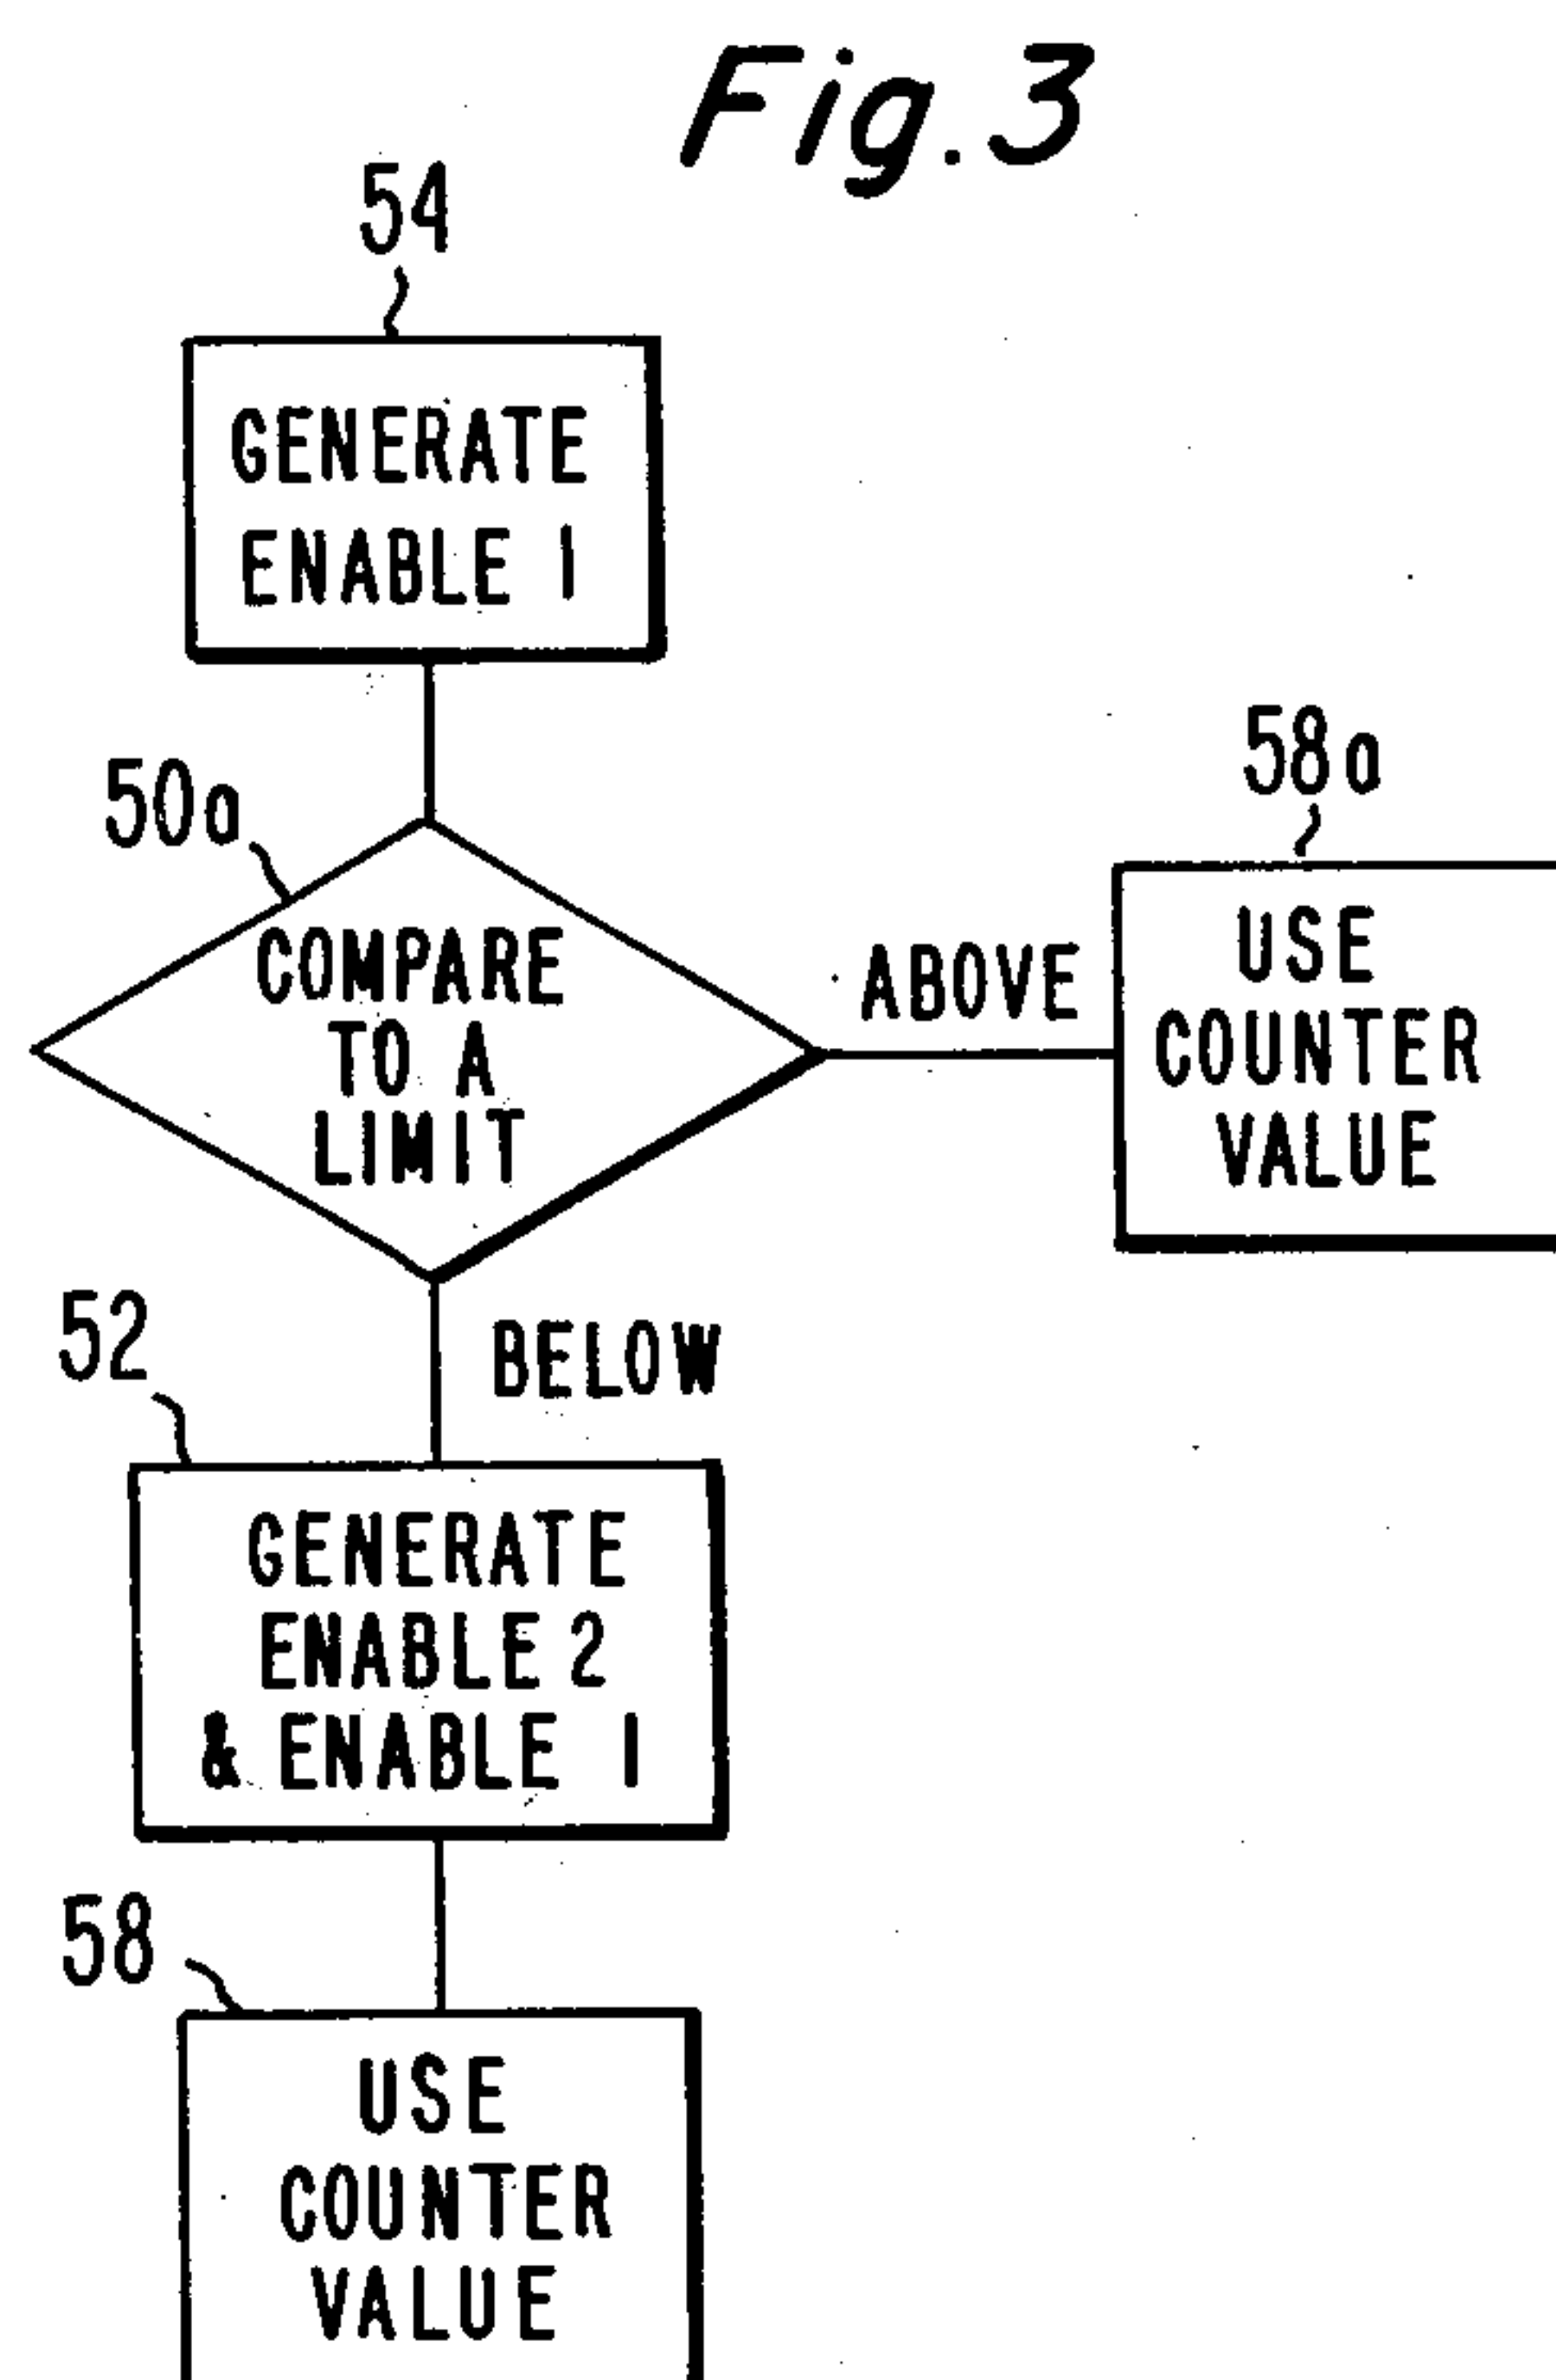 Fig. 3
54
GENERATE
ENABLE 1
50a
COMPARE
TO A
LIMIT
ABOVE
58a
USE
COUNTER
VALUE
BELOW
52
GENERATE
ENABLE 2
& ENABLE 1
58
USE
COUNTER
VALUE